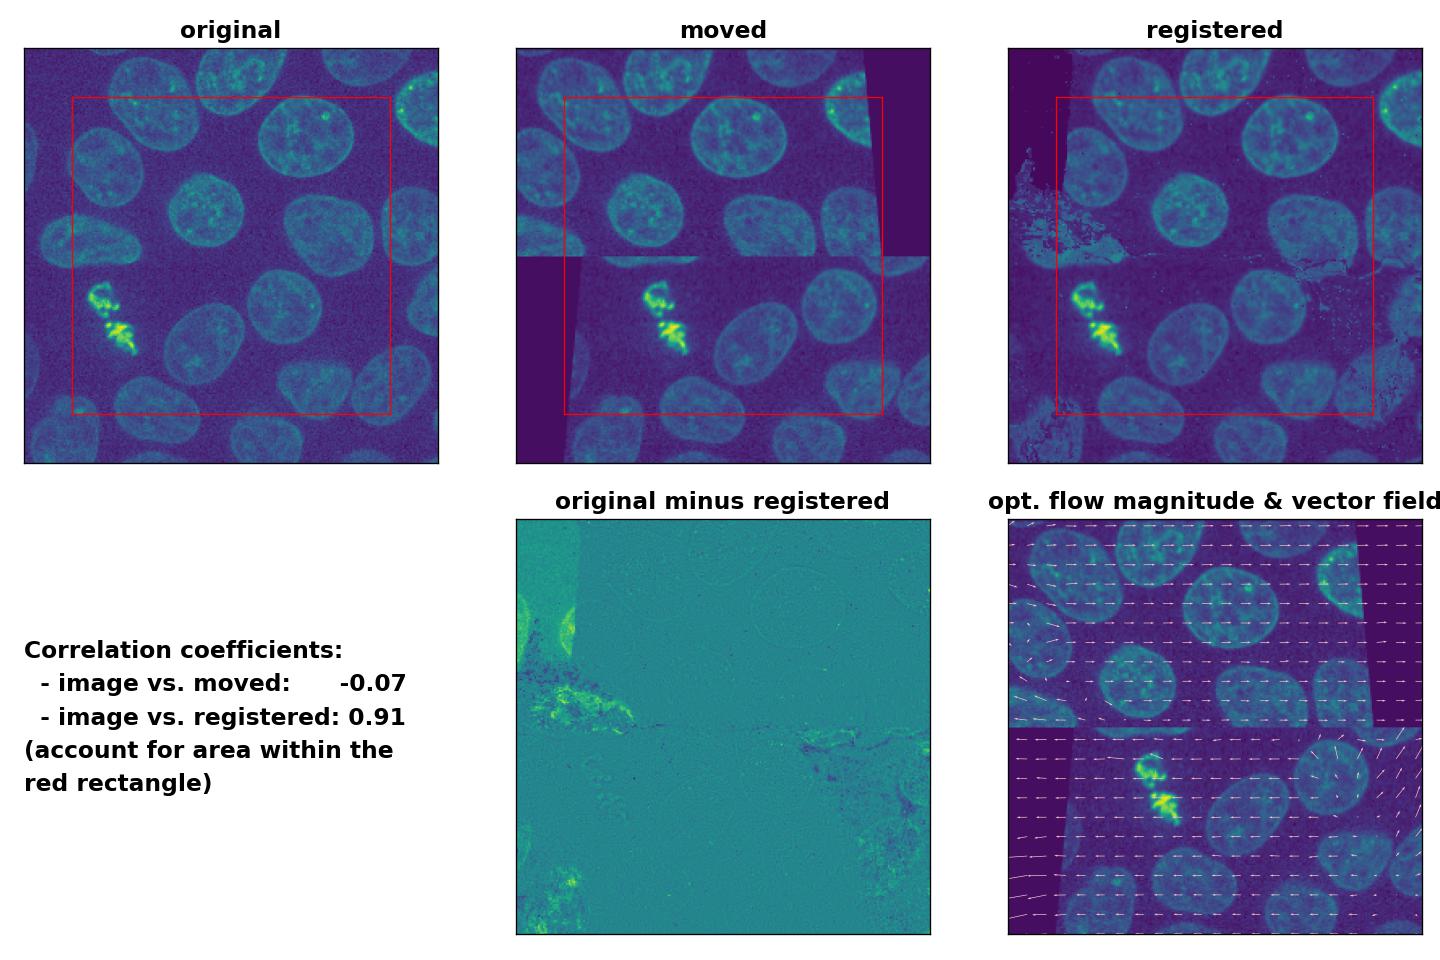 original
moved
registered
original minus registered
opt. flow magnitude & vector field
Correlation coefficients:
- image vs. moved: -0.07
- image vs. registered: 0.91
(account for area within the
red rectangle)